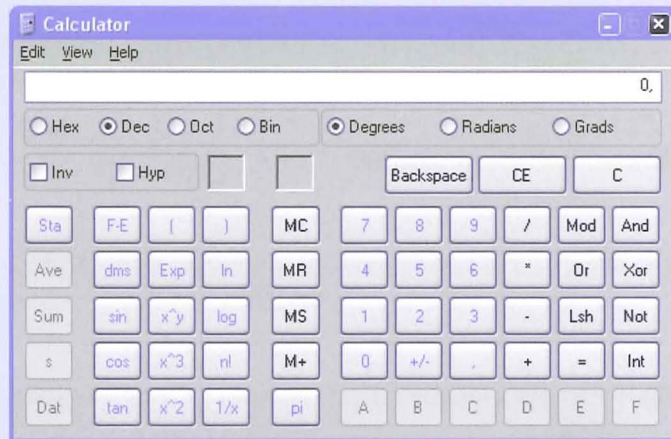 Calculator
Edit View Help
0,
Hex Dec Oct Bin Degrees Radians Grads
Inv Hyp Backspace CE C
Sta F-E ( ) MC 7 8 9 / Mod And
Ave dms Exp ln MR 4 5 6 * Or Xor
Sum sin x^y log MS 1 2 3 - Lsh Not
s cos x^3 n! M+ 0 +/- , + = Int
Dat tan x^2 1/x pi A B C D E F